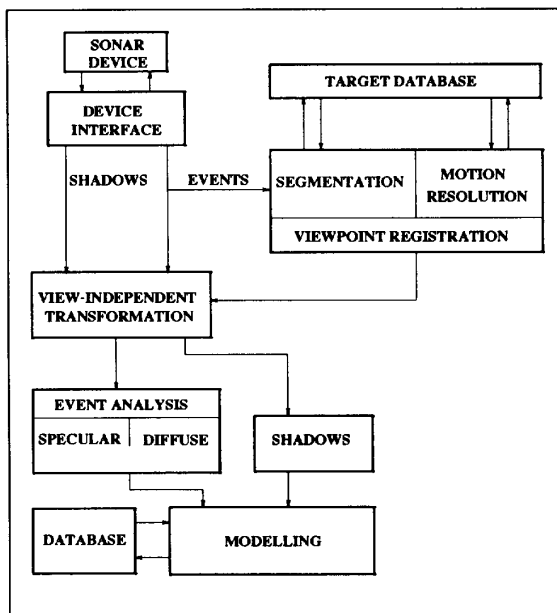 SONAR
DEVICE
TARGET DATABASE
DEVICE
INTERFACE
SHADOWS
EVENTS
SEGMENTATION
MOTION
RESOLUTION
VIEWPOINT REGISTRATION
VIEW-INDEPENDENT
TRANSFORMATION
EVENT ANALYSIS
SPECULAR
DIFFUSE
SHADOWS
DATABASE
MODELLING